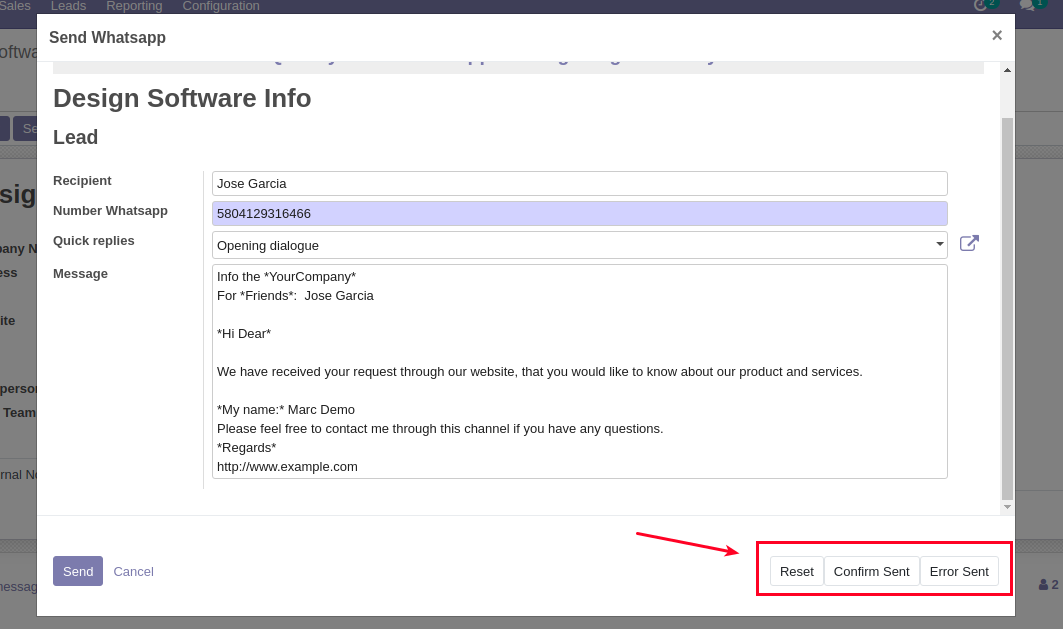 Sales Leads Reporting Configuration 2 1
Send Whatsapp ×
Design Software Info
Lead
Recipient Jose Garcia
Number Whatsapp 5804129316466
Quick replies Opening dialogue
Message
Info the *YourCompany*
For *Friends*:  Jose Garcia
*Hi Dear*
We have received your request through our website, that you would like to know about our product and services.
*My name:* Marc Demo
Please feel free to contact me through this channel if you have any questions.
*Regards*
http://www.example.com
Send Cancel Reset Confirm Sent Error Sent
Team
2